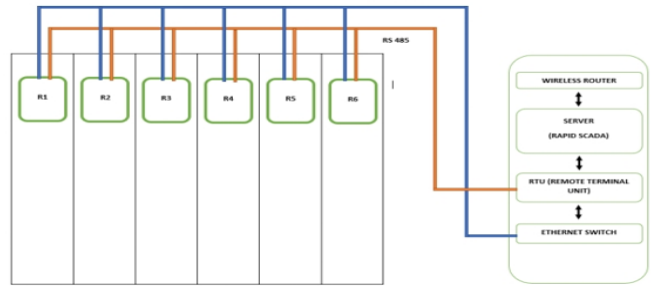 RS 485
R1
R2
R3
R4
R5
R6
WIRELESS ROUTER
SERVER
(RAPID SCADA)
RTU (REMOTE TERMINAL
UNIT)
ETHERNET SWITCH